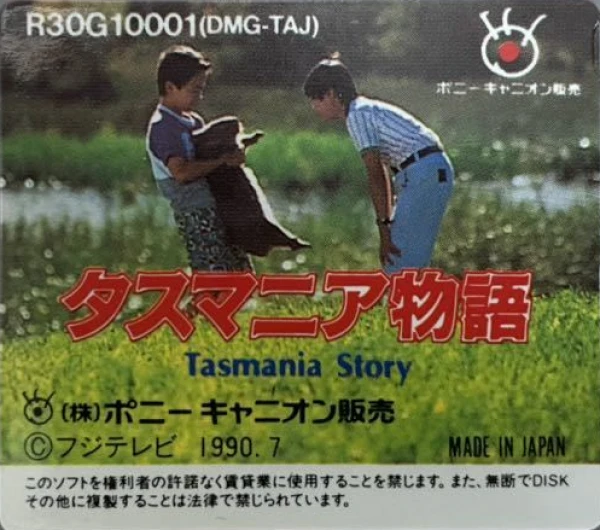 R30G10001(DMG-TAJ)
ポニーキャニオン販売
タスマニア物語
Tasmania Story
(株)ポニーキャニオン販売
©フジテレビ 1990.7
MADE IN JAPAN
このソフトを権利者の許諾なく賃貸業に使用することを禁じます。また、無断でDISK
その他に複製することは法律で禁じられています。